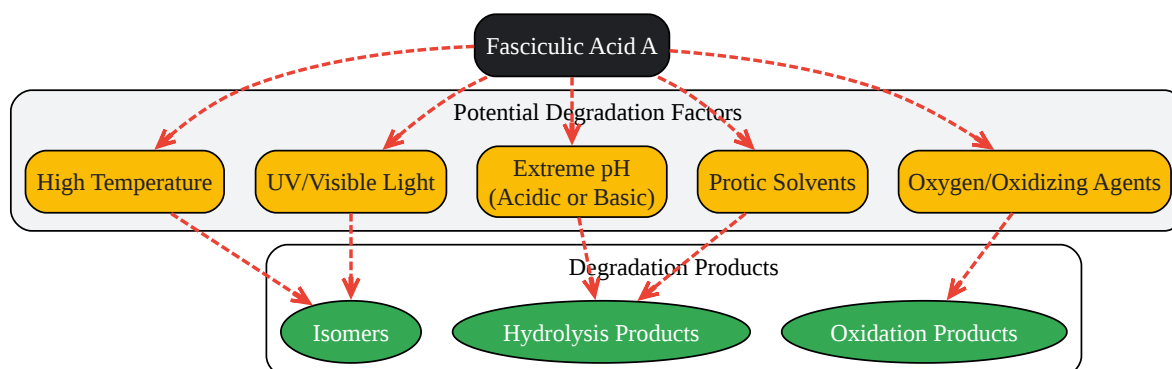 Fasciculic Acid A
Potential Degradation Factors
High Temperature
UV/Visible Light
Extreme pH
(Acidic or Basic)
Protic Solvents
Oxygen/Oxidizing Agents
Degradation Products
Isomers
Hydrolysis Products
Oxidation Products